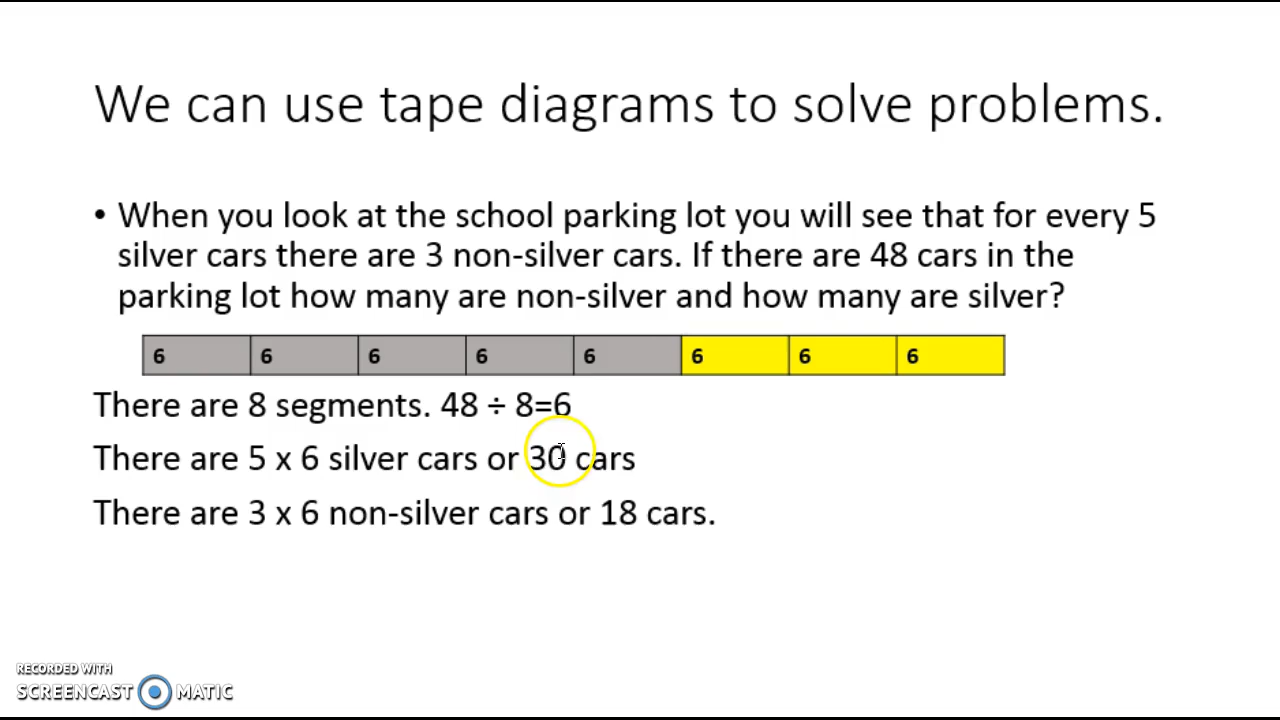 We can use tape diagrams to solve problems.
• When you look at the school parking lot you will see that for every 5
silver cars there are 3 non-silver cars. If there are 48 cars in the
parking lot how many are non-silver and how many are silver?
6 6 6 6 6 6 6 6
There are 8 segments. 48 ÷ 8=6
There are 5 x 6 silver cars or 30 cars
There are 3 x 6 non-silver cars or 18 cars.
RECORDED WITH
SCREENCAST MATIC